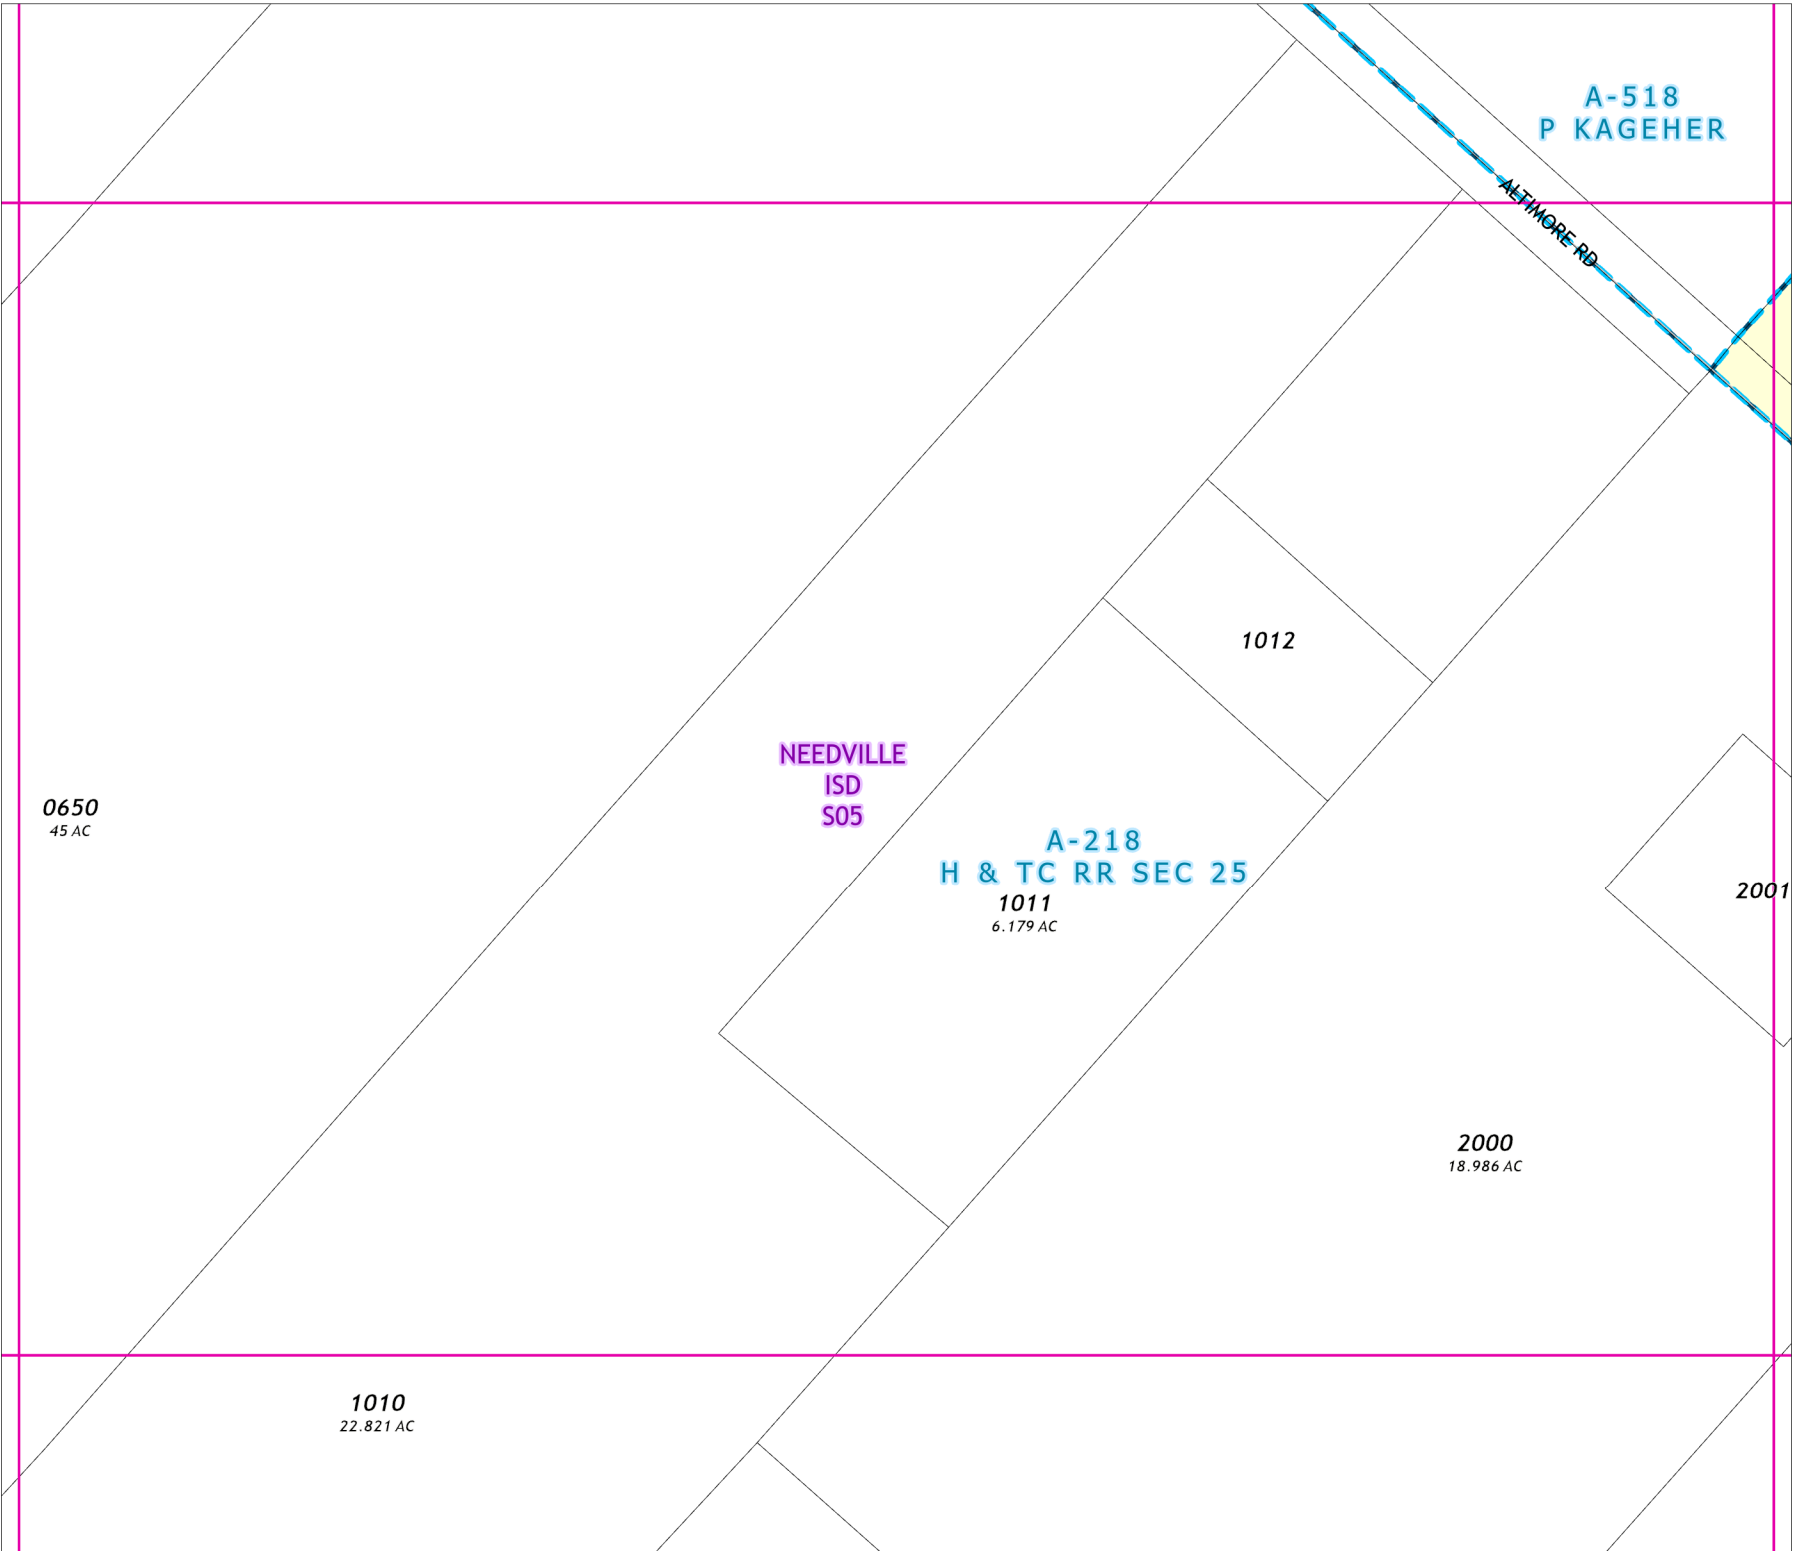 A-518
P KAGEHER
ALTIMORE RD
1012
NEEDVILLE
ISD
S05
0650
45 AC
A-218
H & TC RR SEC 25
1011
6.179 AC
2001
2000
18.986 AC
1010
22.821 AC